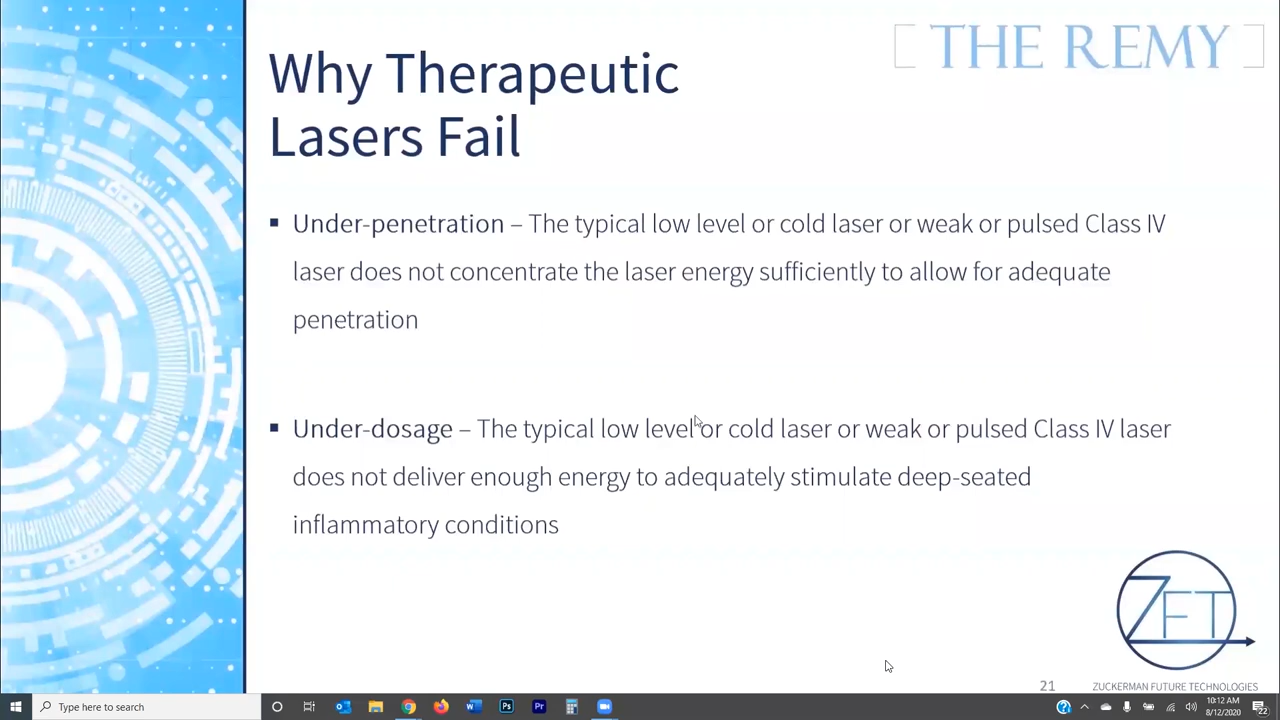 THE REMY
Why Therapeutic
Lasers Fail
▪ Under-penetration – The typical low level or cold laser or weak or pulsed Class IV
laser does not concentrate the laser energy sufficiently to allow for adequate
penetration
▪ Under-dosage – The typical low level or cold laser or weak or pulsed Class IV laser
does not deliver enough energy to adequately stimulate deep-seated
inflammatory conditions
ZFT
21
ZUCKERMAN FUTURE TECHNOLOGIES
Type here to search
10:12 AM
8/12/2020
22